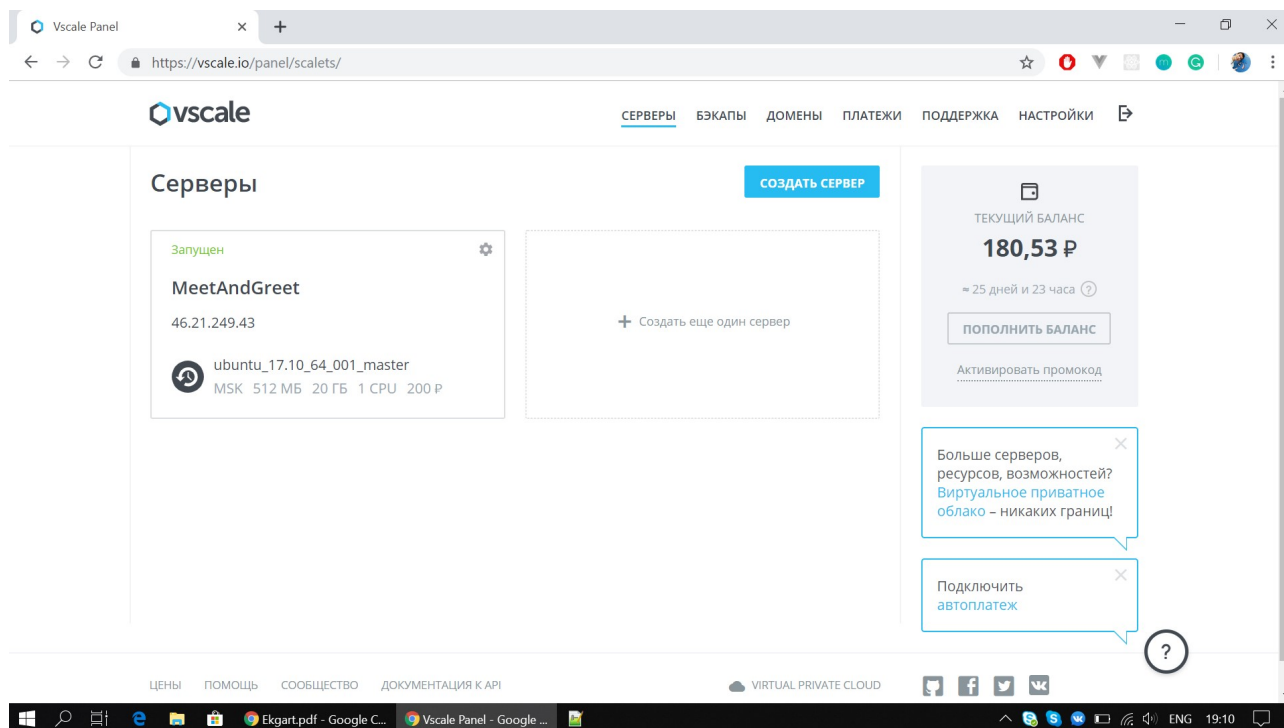 Vscale Panel
https://vscale.io/panel/scalets/
vscale
СЕРВЕРЫ БЭКАПЫ ДОМЕНЫ ПЛАТЕЖИ ПОДДЕРЖКА НАСТРОЙКИ
Серверы
СОЗДАТЬ СЕРВЕР
Запущен
MeetAndGreet
46.21.249.43
ubuntu_17.10_64_001_master
MSK 512 МБ 20 ГБ 1 CPU 200 ₽
+ Создать еще один сервер
ТЕКУЩИЙ БАЛАНС
180,53 ₽
≈ 25 дней и 23 часа ?
ПОПОЛНИТЬ БАЛАНС
Активировать промокод
Больше серверов,
ресурсов, возможностей?
Виртуальное приватное
облако – никаких границ!
Подключить
автоплатеж
?
ЦЕНЫ ПОМОЩЬ СООБЩЕСТВО ДОКУМЕНТАЦИЯ К API
VIRTUAL PRIVATE CLOUD
Ekgart.pdf - Google C...
Vscale Panel - Google ...
ENG 19:10